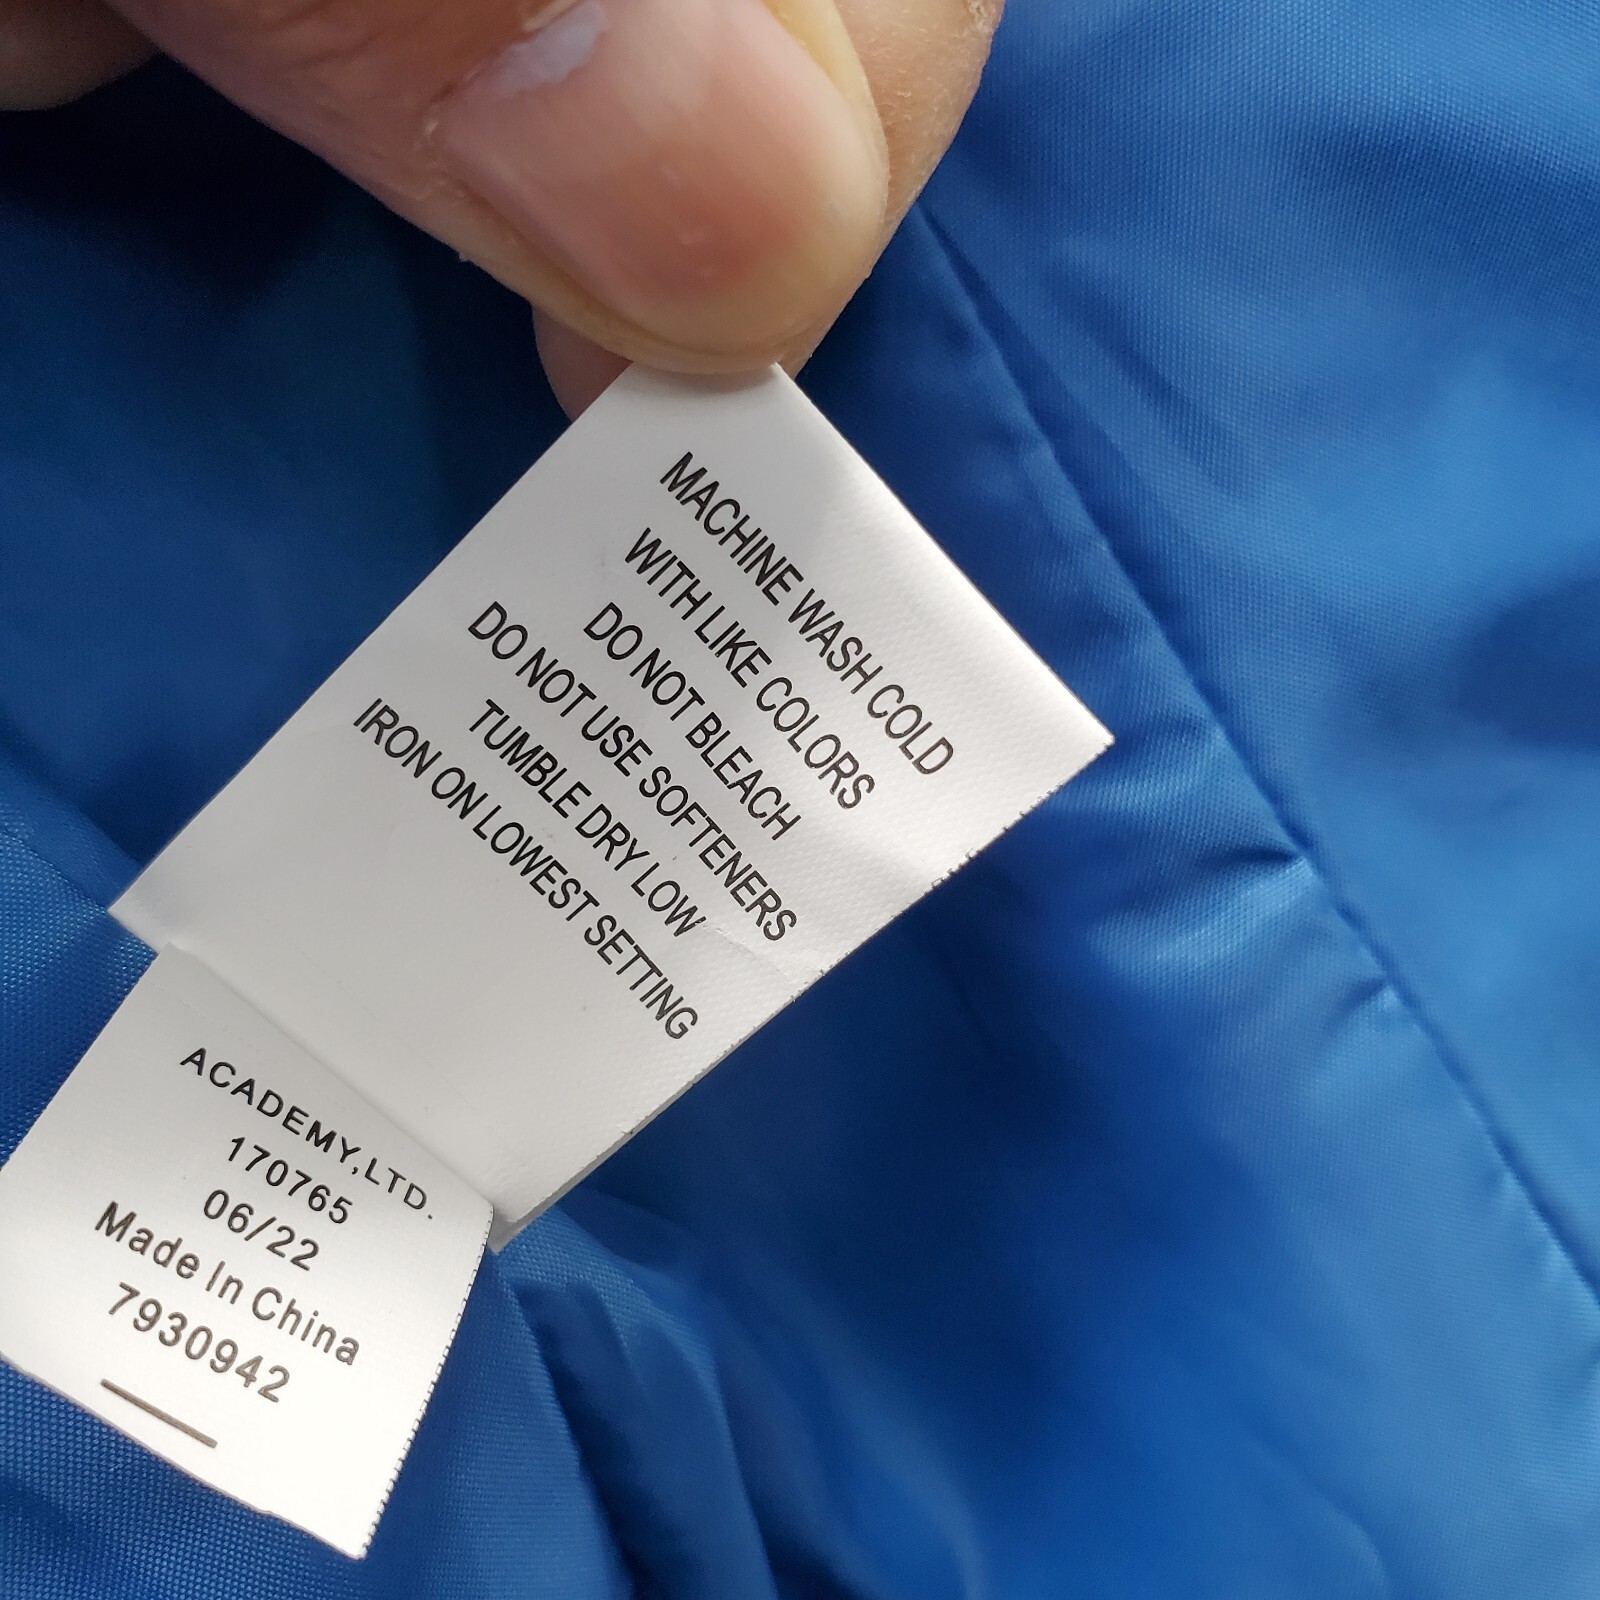 MACHINE WASH COLD
WITH LIKE COLORS
DO NOT BLEACH
DO NOT USE SOFTENERS
TUMBLE DRY LOW
IRON ON LOWEST SETTING
ACADEMY,LTD.
170765
06/22
Made In China
7930942